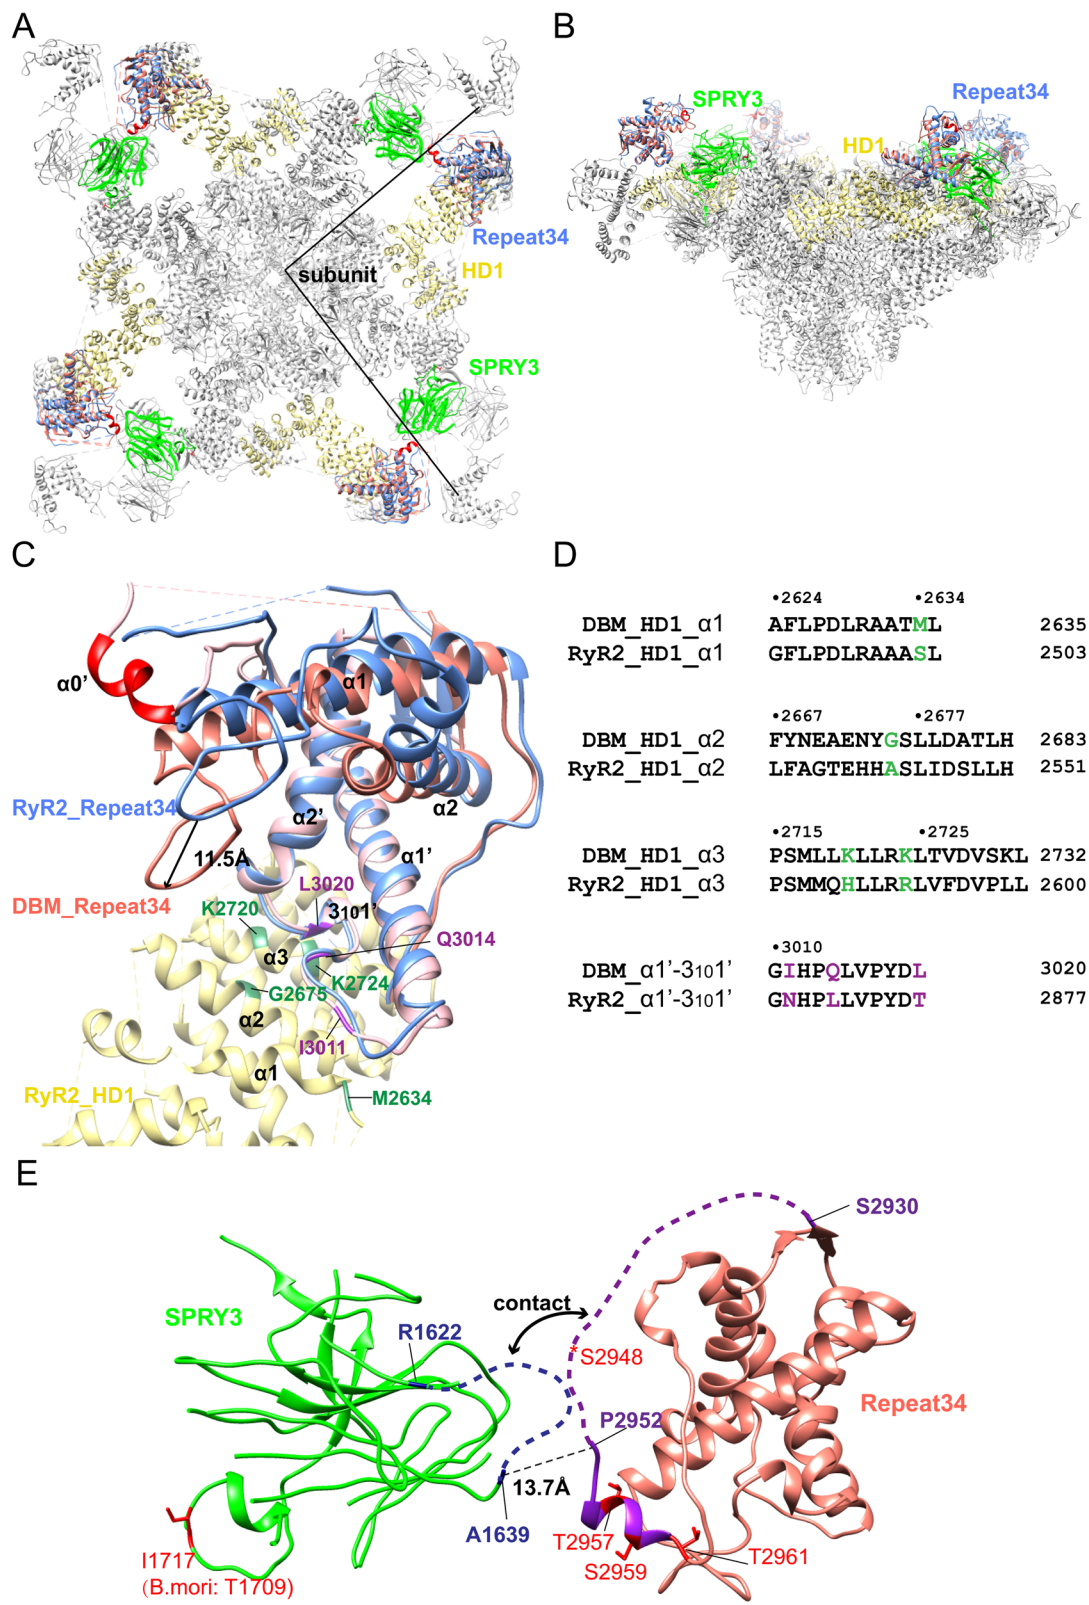 A
SPRY3
Repeat34
HD1
subunit
Repeat34
HD1
SPRY3
B
C
α0’
α1
RyR2_Repeat34
α2’
α2
11.5Å
α1’
L3020
DBM_Repeat34
K2720
3101’
Q3014
α3
K2724
G2675
α2
I3011
α1
RyR2_HD1
M2634
D
•2624 •2634
DBM_HD1_α1 AFLPDLRAATML 2635
RyR2_HD1_α1 GFLPDLRAAASL 2503
•2667 •2677
DBM_HD1_α2 FYNEAENYGSLLDATLH 2683
RyR2_HD1_α2 LFAGTEHHASLIDSLLH 2551
•2715 •2725
DBM_HD1_α3 PSMLLKLLRKLTVDVSKL 2732
RyR2_HD1_α3 PSMMQHLLRRLVFDVPLL 2600
•3010
DBM_α1’-3101’ GIHPQLVPYDL 3020
RyR2_α1’-3101’ GNHPLLVPYDT 2877
E
S2930
contact
SPRY3
R1622
*S2948
P2952
Repeat34
13.7Å
A1639
T2957
T2961
S2959
I1717
(B.mori: T1709)